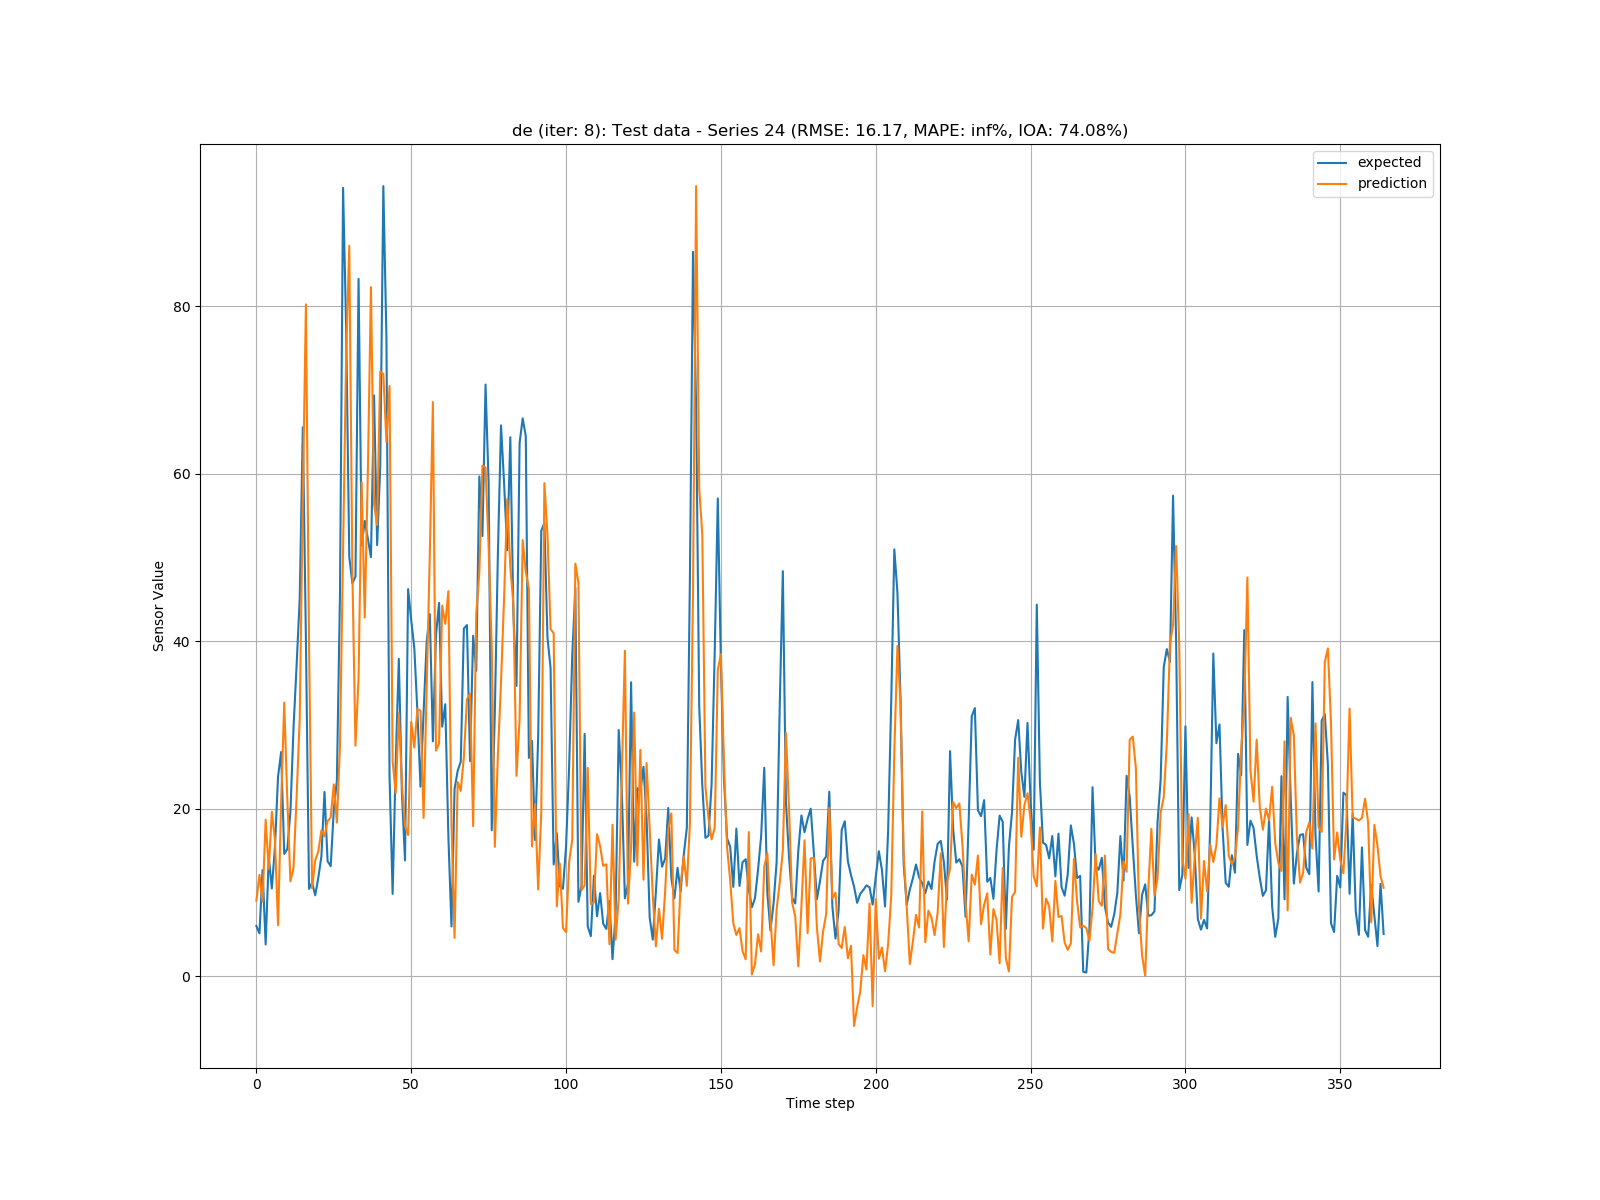 de (iter: 8): Test data - Series 24 (RMSE: 16.17, MAPE: inf%, IOA: 74.08%)
expected
prediction
80
60
40
20
0
Sensor Value
0 50 100 150 200 250 300 350
Time step